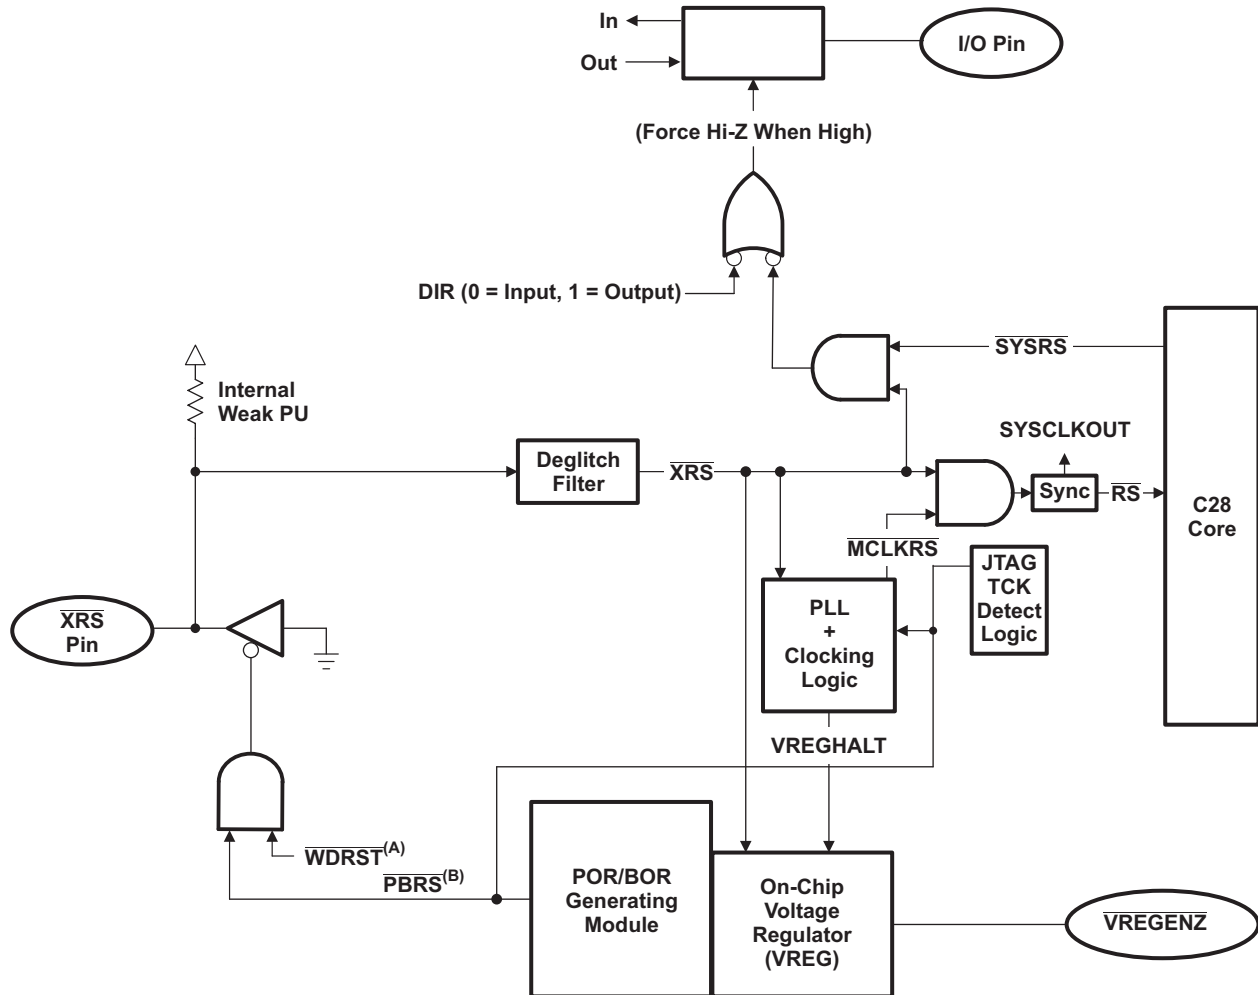 In
Out
I/O Pin
(Force Hi-Z When High)
DIR (0 = Input, 1 = Output)
SYSRS
Internal
Weak PU
SYSCLKOUT
Deglitch
Filter
XRS
Sync
RS
C28
Core
MCLKRS
JTAG
TCK
Detect
Logic
XRS
Pin
PLL
+
Clocking
Logic
VREGHALT
WDRST(A)
PBRS(B)
POR/BOR
Generating
Module
On-Chip
Voltage
Regulator
(VREG)
VREGENZ